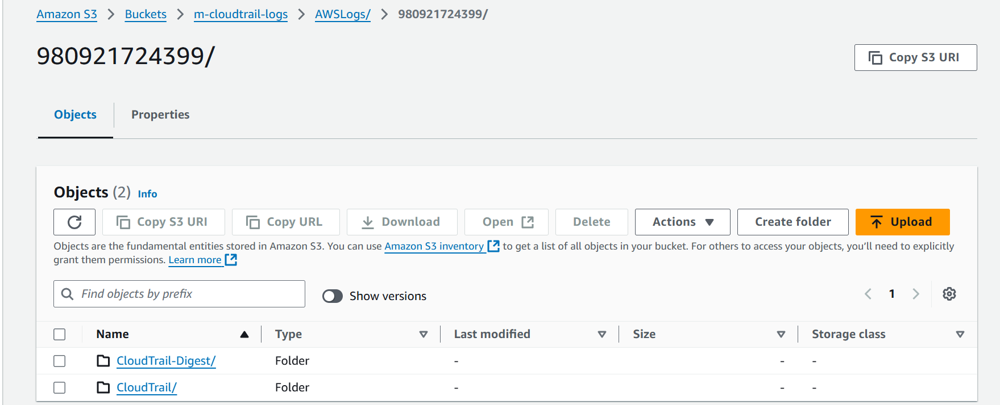 Amazon S3 > Buckets > m-cloudtrail-logs > AWSLogs/ > 980921724399/
980921724399/
Copy S3 URI
Objects
Properties
Objects (2) Info
Copy S3 URI
Copy URL
Download
Open
Delete
Actions
Create folder
Upload
Objects are the fundamental entities stored in Amazon S3. You can use Amazon S3 inventory to get a list of all objects in your bucket. For others to access your objects, you’ll need to explicitly
grant them permissions. Learn more
Find objects by prefix
Show versions
1
Name Type Last modified Size Storage class
CloudTrail-Digest/ Folder - - -
CloudTrail/ Folder - - -